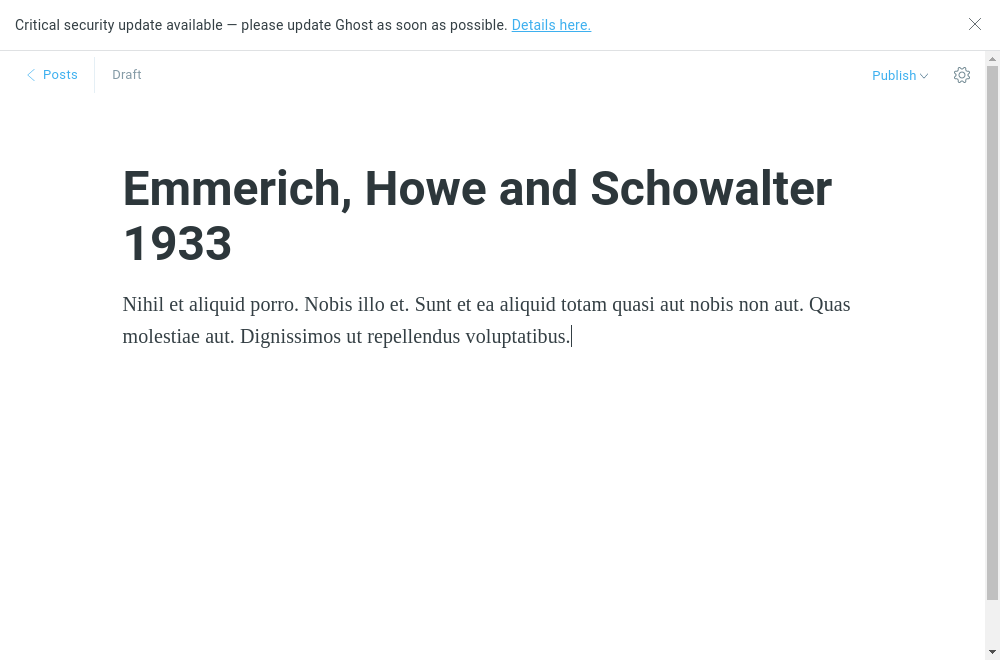 Critical security update available — please update Ghost as soon as possible. Details here.
Posts
Draft
Publish
Emmerich, Howe and Schowalter
1933
Nihil et aliquid porro. Nobis illo et. Sunt et ea aliquid totam quasi aut nobis non aut. Quas
molestiae aut. Dignissimos ut repellendus voluptatibus.